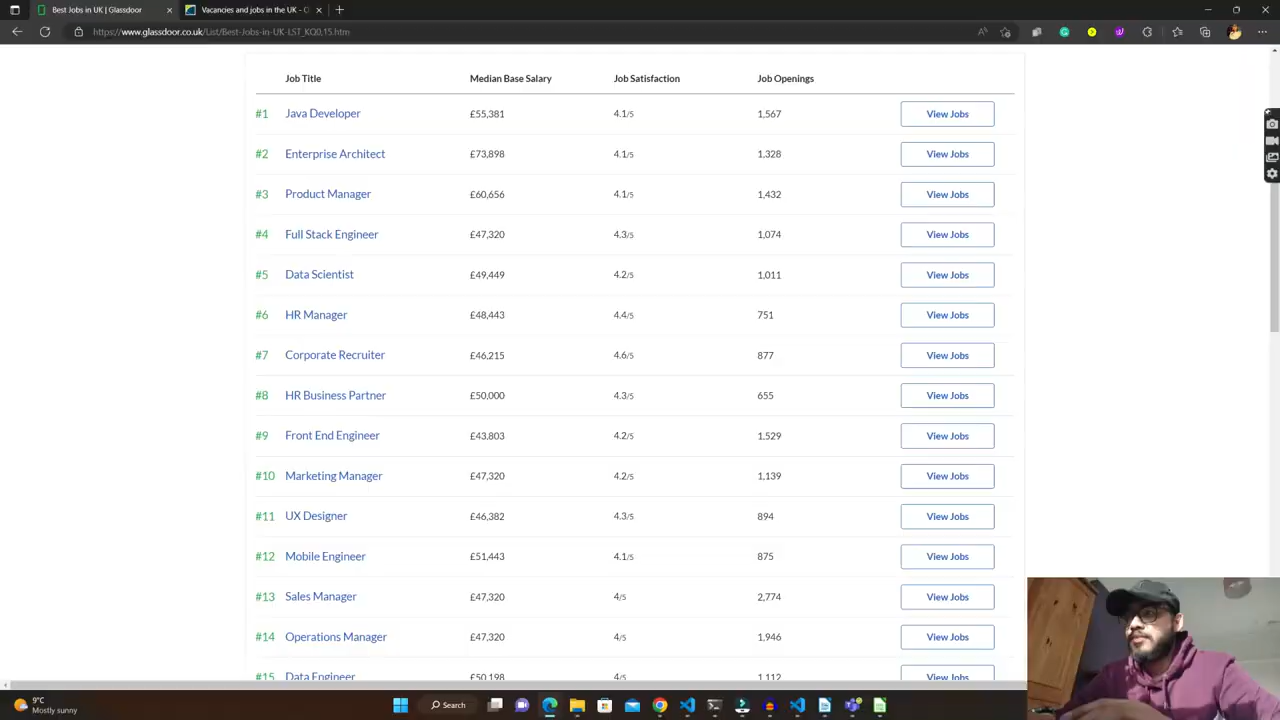 Best Jobs in UK | Glassdoor
Vacancies and jobs in the UK - O
https://www.glassdoor.co.uk/List/Best-Jobs-in-UK-LST_KQ0,15.htm
Job Title Median Base Salary Job Satisfaction Job Openings
#1 Java Developer £55,381 4.1/5 1,567 View Jobs
#2 Enterprise Architect £73,898 4.1/5 1,328 View Jobs
#3 Product Manager £60,656 4.1/5 1,432 View Jobs
#4 Full Stack Engineer £47,320 4.3/5 1,074 View Jobs
#5 Data Scientist £49,449 4.2/5 1,011 View Jobs
#6 HR Manager £48,443 4.4/5 751 View Jobs
#7 Corporate Recruiter £46,215 4.6/5 877 View Jobs
#8 HR Business Partner £50,000 4.3/5 655 View Jobs
#9 Front End Engineer £43,803 4.2/5 1,529 View Jobs
#10 Marketing Manager £47,320 4.2/5 1,139 View Jobs
#11 UX Designer £46,382 4.3/5 894 View Jobs
#12 Mobile Engineer £51,443 4.1/5 875 View Jobs
#13 Sales Manager £47,320 4/5 2,774 View Jobs
#14 Operations Manager £47,320 4/5 1,946 View Jobs
#15 Data Engineer £50,198 4/5 1,112 View Jobs
9°C
Mostly sunny
Search